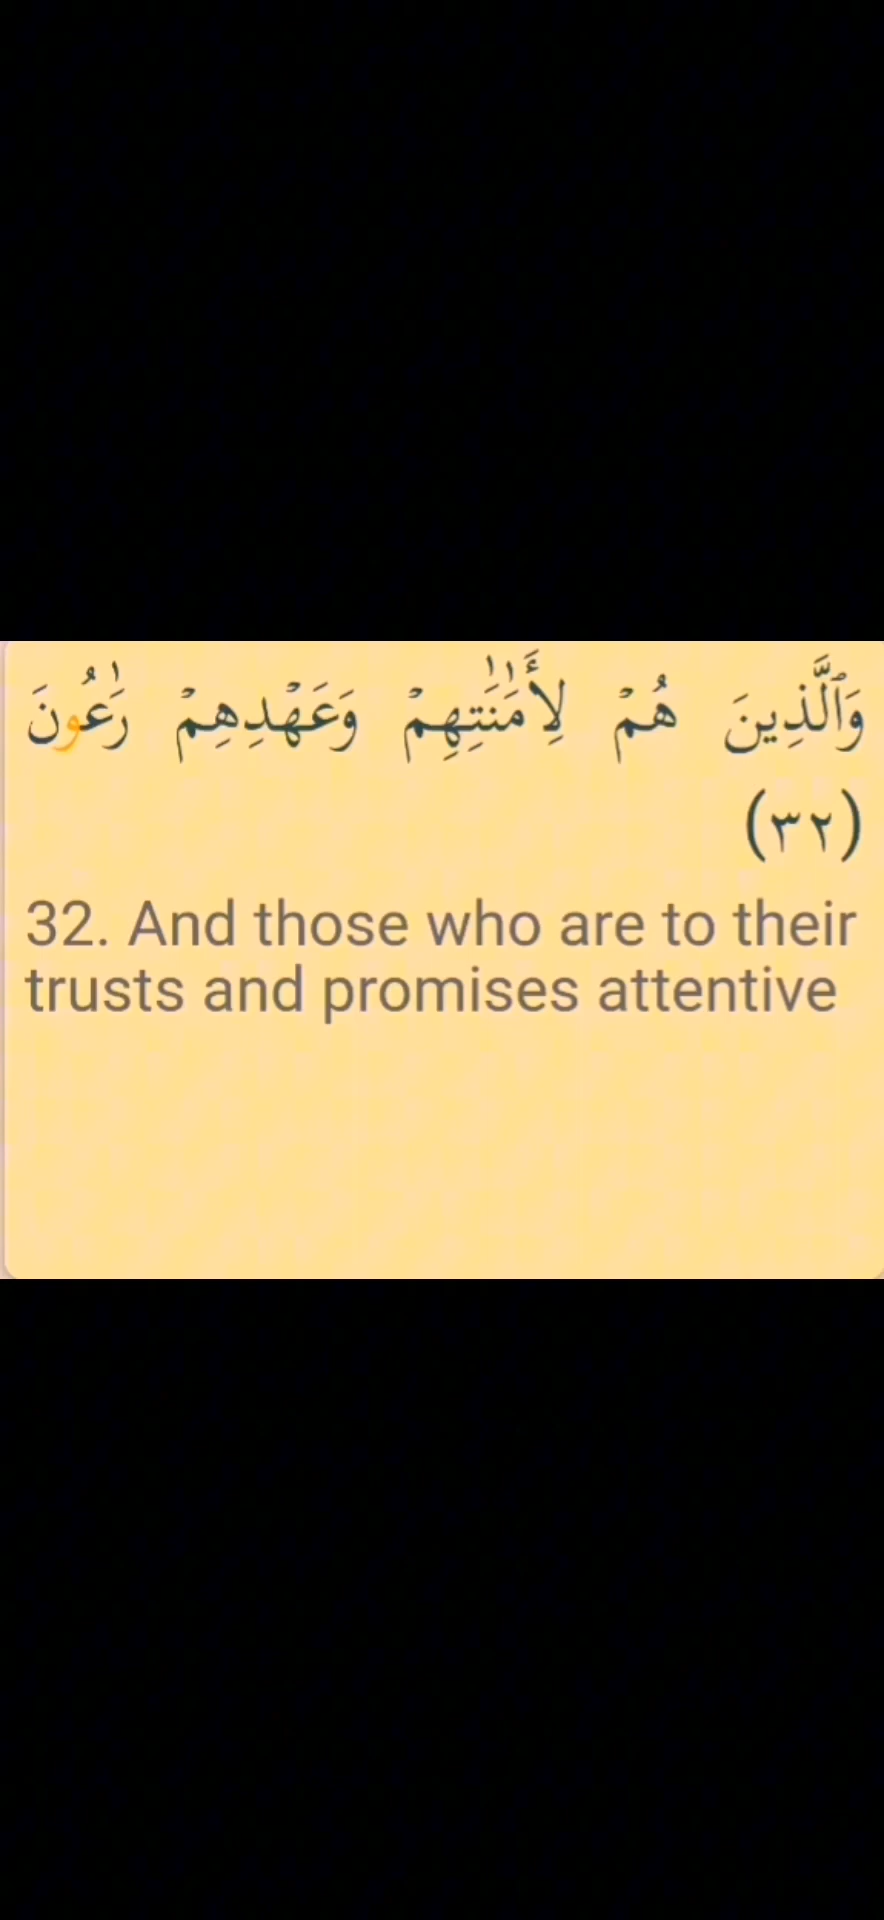 وَٱلَّذِينَ هُمۡ لِأَمَٰنَٰتِهِمۡ وَعَهۡدِهِمۡ رَٰعُونَ
(٣٢)
32. And those who are to their
trusts and promises attentive